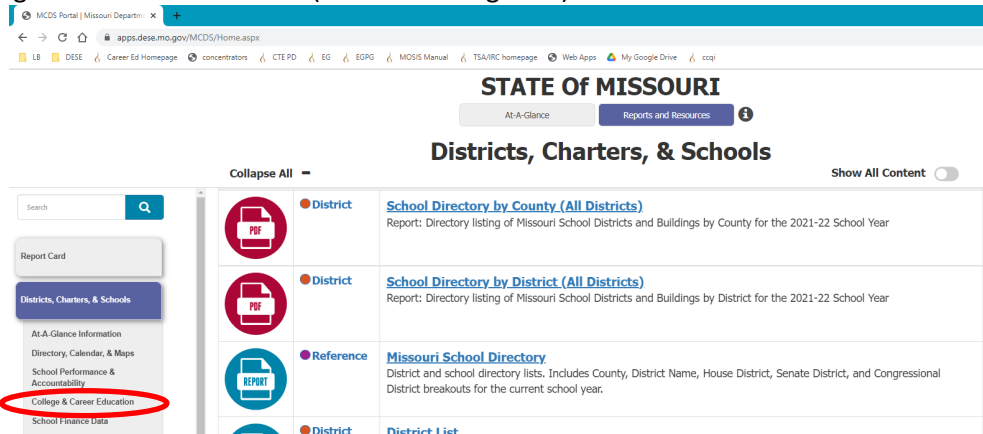 MCDS Portal | Missouri Departm
apps.dese.mo.gov/MCDS/Home.aspx
LB DESE Career Ed Homepage concentrators CTE PD EG EGPG MOSIS Manual TSA/IRC homepage Web Apps My Google Drive ccqi
STATE Of MISSOURI
At-A-Glance Reports and Resources
Districts, Charters, & Schools
Collapse All Show All Content
Search
Report Card
Districts, Charters, & Schools
At-A-Glance Information
Directory, Calendar, & Maps
School Performance &
Accountability
College & Career Education
School Finance Data
PDF District School Directory by County (All Districts)
Report: Directory listing of Missouri School Districts and Buildings by County for the 2021-22 School Year
PDF District School Directory by District (All Districts)
Report: Directory listing of Missouri School Districts and Buildings by District for the 2021-22 School Year
REPORT Reference Missouri School Directory
District and school directory lists. Includes County, District Name, House District, Senate District, and Congressional
District breakouts for the current school year.
District District List